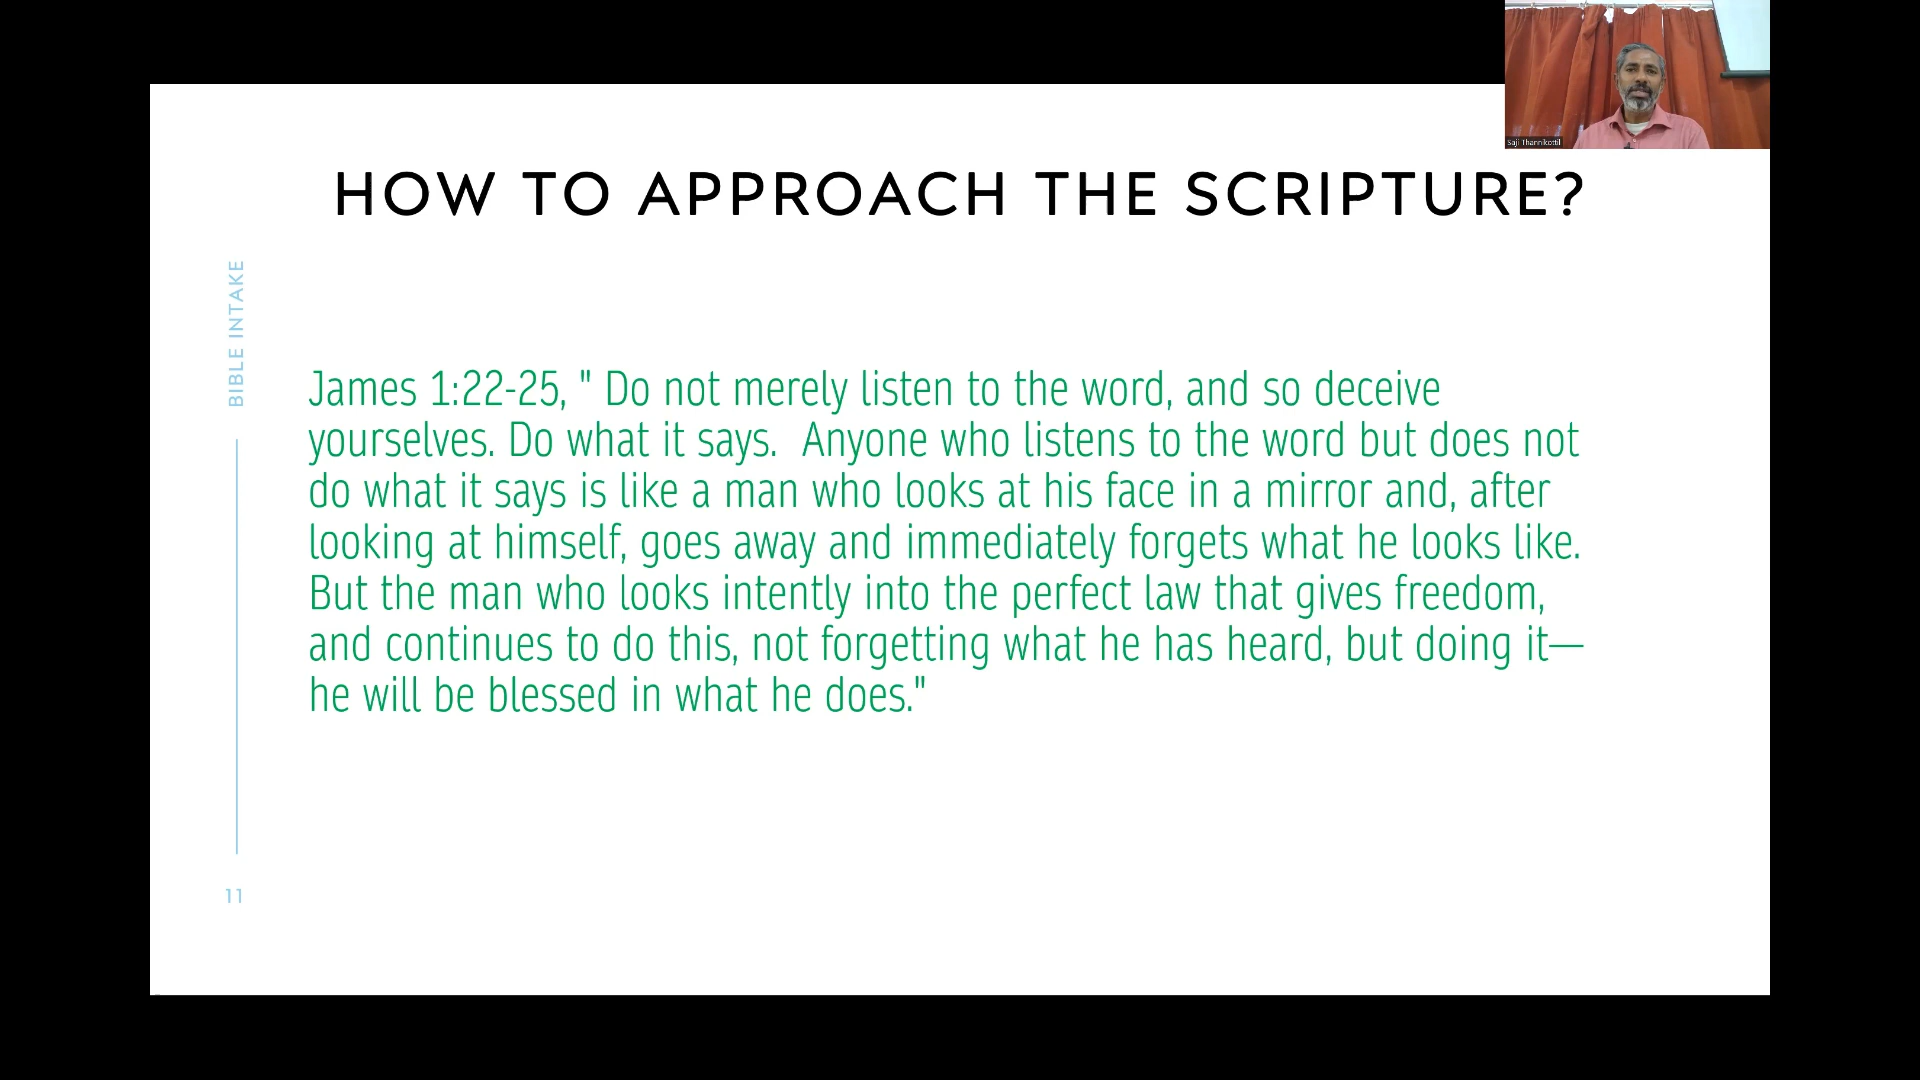 Saji Thannikottil
HOW TO APPROACH THE SCRIPTURE?
BIBLE INTAKE
James 1:22-25, " Do not merely listen to the word, and so deceive
yourselves. Do what it says.  Anyone who listens to the word but does not
do what it says is like a man who looks at his face in a mirror and, after
looking at himself, goes away and immediately forgets what he looks like.
But the man who looks intently into the perfect law that gives freedom,
and continues to do this, not forgetting what he has heard, but doing it—
he will be blessed in what he does."
11